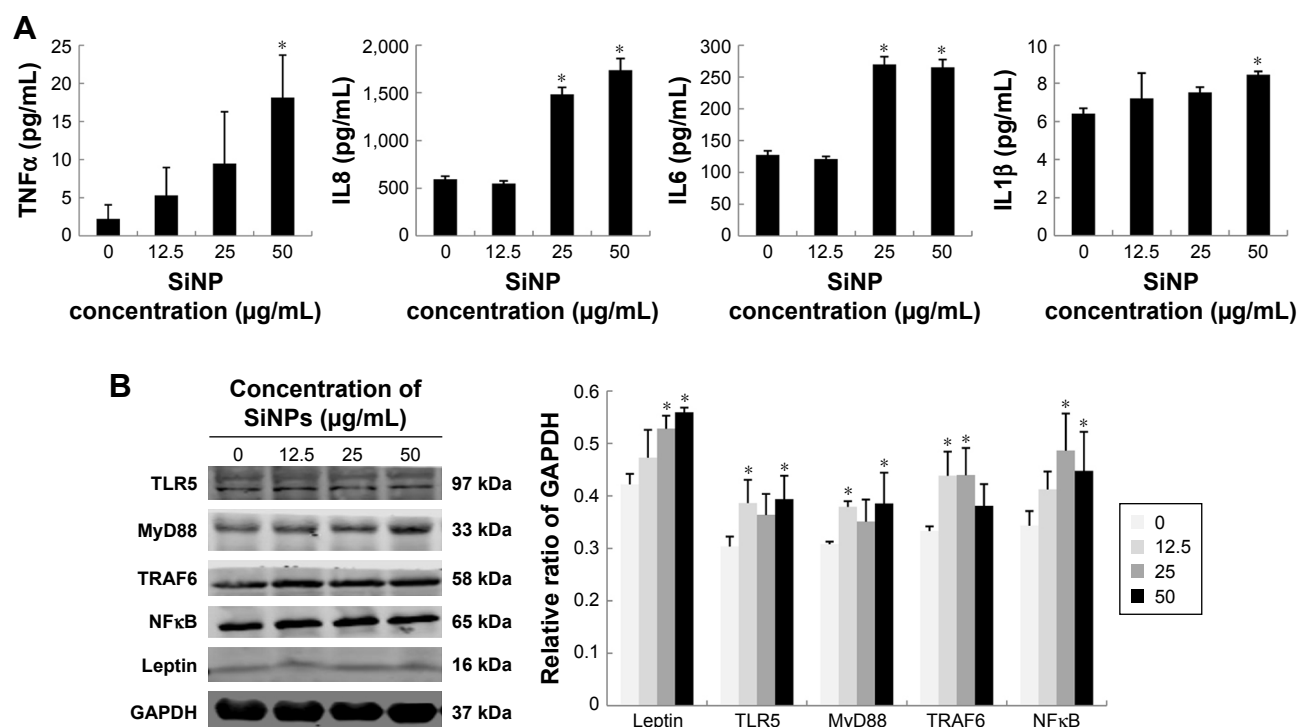 A
TNFα (pg/mL)
25
20
15
10
5
0
*
0 12.5 25 50
SiNP
concentration (µg/mL)
IL8 (pg/mL)
2,000
1,500
1,000
500
0
* *
0 12.5 25 50
SiNP
concentration (µg/mL)
IL6 (pg/mL)
300
250
200
150
100
50
0
* *
0 12.5 25 50
SiNP
concentration (µg/mL)
IL1β (pg/mL)
10
8
6
4
2
0
*
0 12.5 25 50
SiNP
concentration (µg/mL)
B
Concentration of
SiNPs (µg/mL)
0 12.5 25 50
TLR5 97 kDa
MyD88 33 kDa
TRAF6 58 kDa
NFκB 65 kDa
Leptin 16 kDa
GAPDH 37 kDa
Relative ratio of GAPDH
0.6
0.5
0.4
0.3
0.2
0.1
0
* * * * * * * * *
*
Leptin TLR5 MyD88 TRAF6 NFκB
0
12.5
25
50